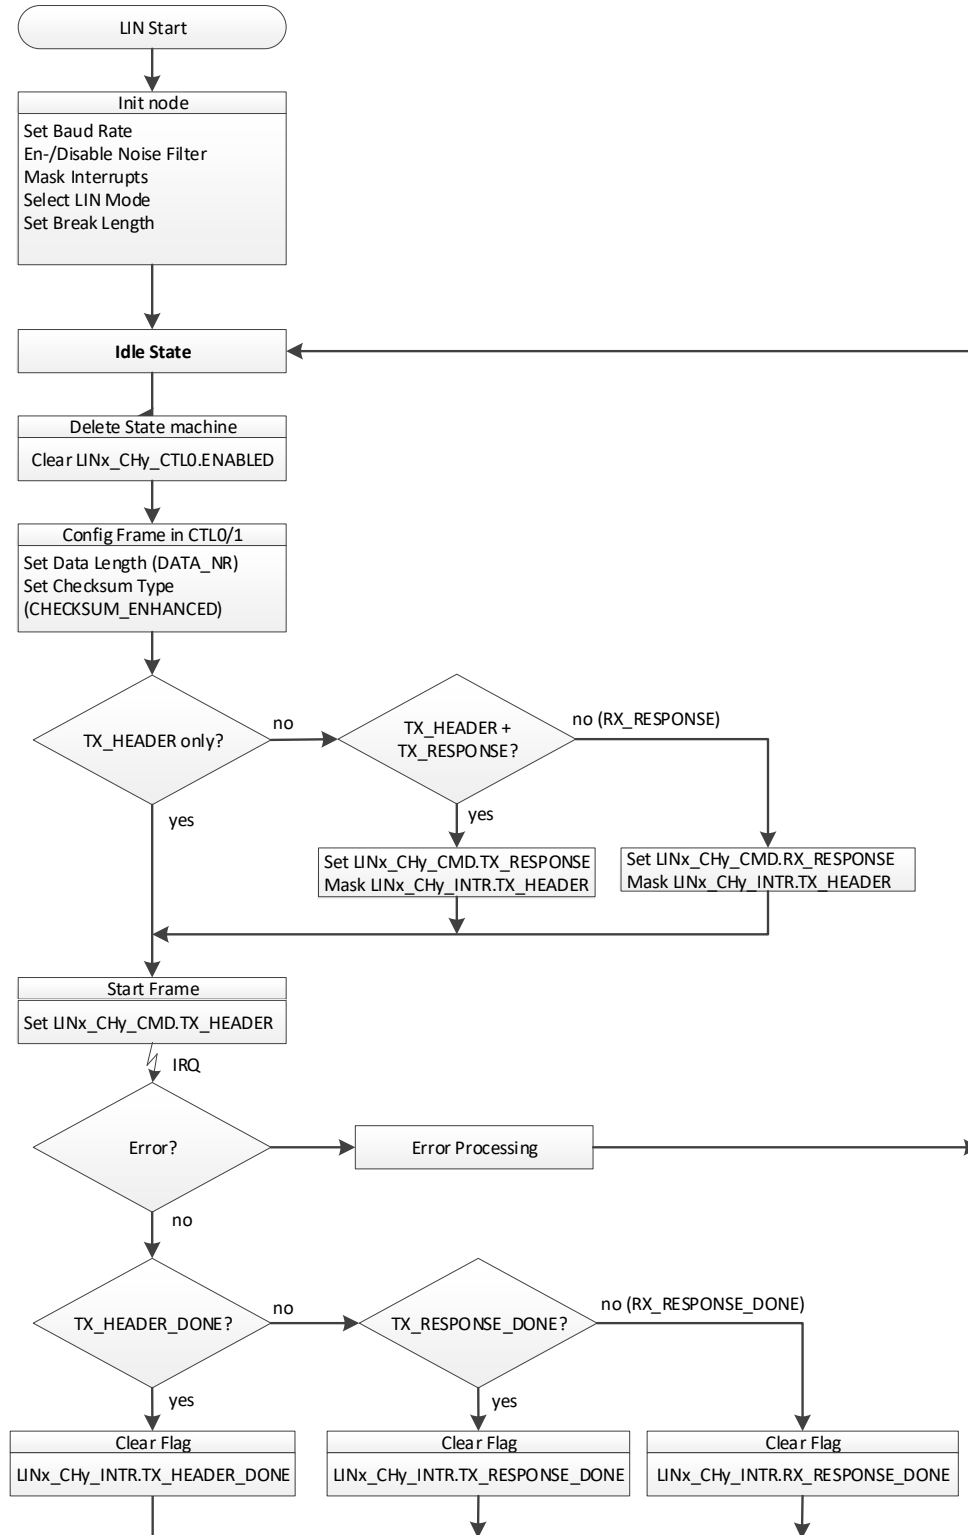 LIN Start
Init node
Set Baud Rate
En-/Disable Noise Filter
Mask Interrupts
Select LIN Mode
Set Break Length
Idle State
Delete State machine
Clear LINx_CHy_CTL0.ENABLED
Config Frame in CTL0/1
Set Data Length (DATA_NR)
Set Checksum Type
(CHECKSUM_ENHANCED)
TX_HEADER only?
no
TX_HEADER +
TX_RESPONSE?
no (RX_RESPONSE)
yes
yes
Set LINx_CHy_CMD.TX_RESPONSE
Mask LINx_CHy_INTR.TX_HEADER
Set LINx_CHy_CMD.RX_RESPONSE
Mask LINx_CHy_INTR.TX_HEADER
Start Frame
Set LINx_CHy_CMD.TX_HEADER
IRQ
Error?
Error Processing
no
TX_HEADER_DONE?
no
TX_RESPONSE_DONE?
no (RX_RESPONSE_DONE)
yes
yes
Clear Flag
LINx_CHy_INTR.TX_HEADER_DONE
Clear Flag
LINx_CHy_INTR.TX_RESPONSE_DONE
Clear Flag
LINx_CHy_INTR.RX_RESPONSE_DONE